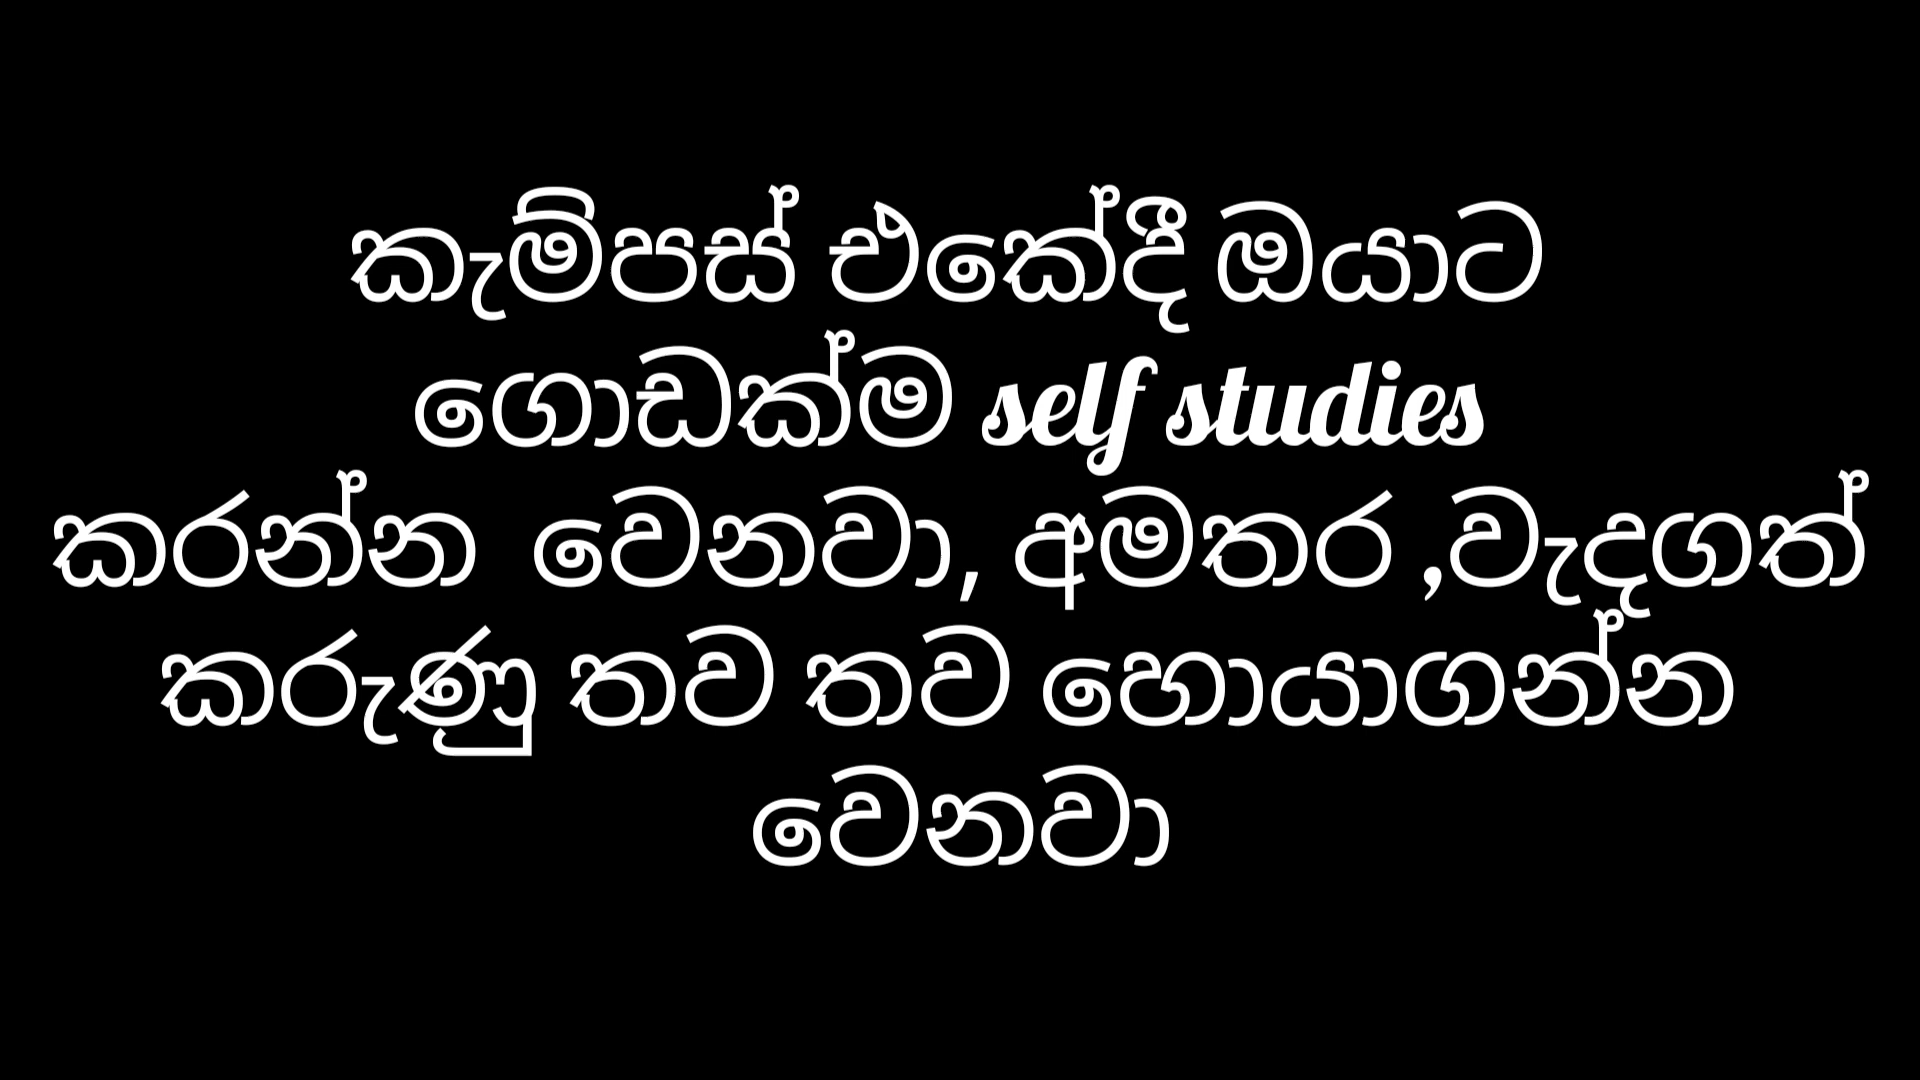 කැම්පස් එකේදී ඔයාට
ගොඩක්ම self studies
කරන්න  වෙනවා, අමතර ,වැදගත්
කරුණු තව තව හොයාගන්න
වෙනවා